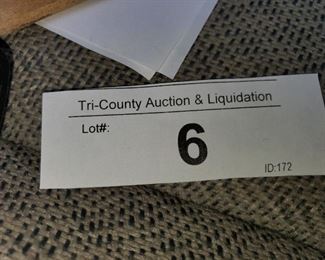 Tri-County Auction & Liquidation
Lot#:
6
ID:172